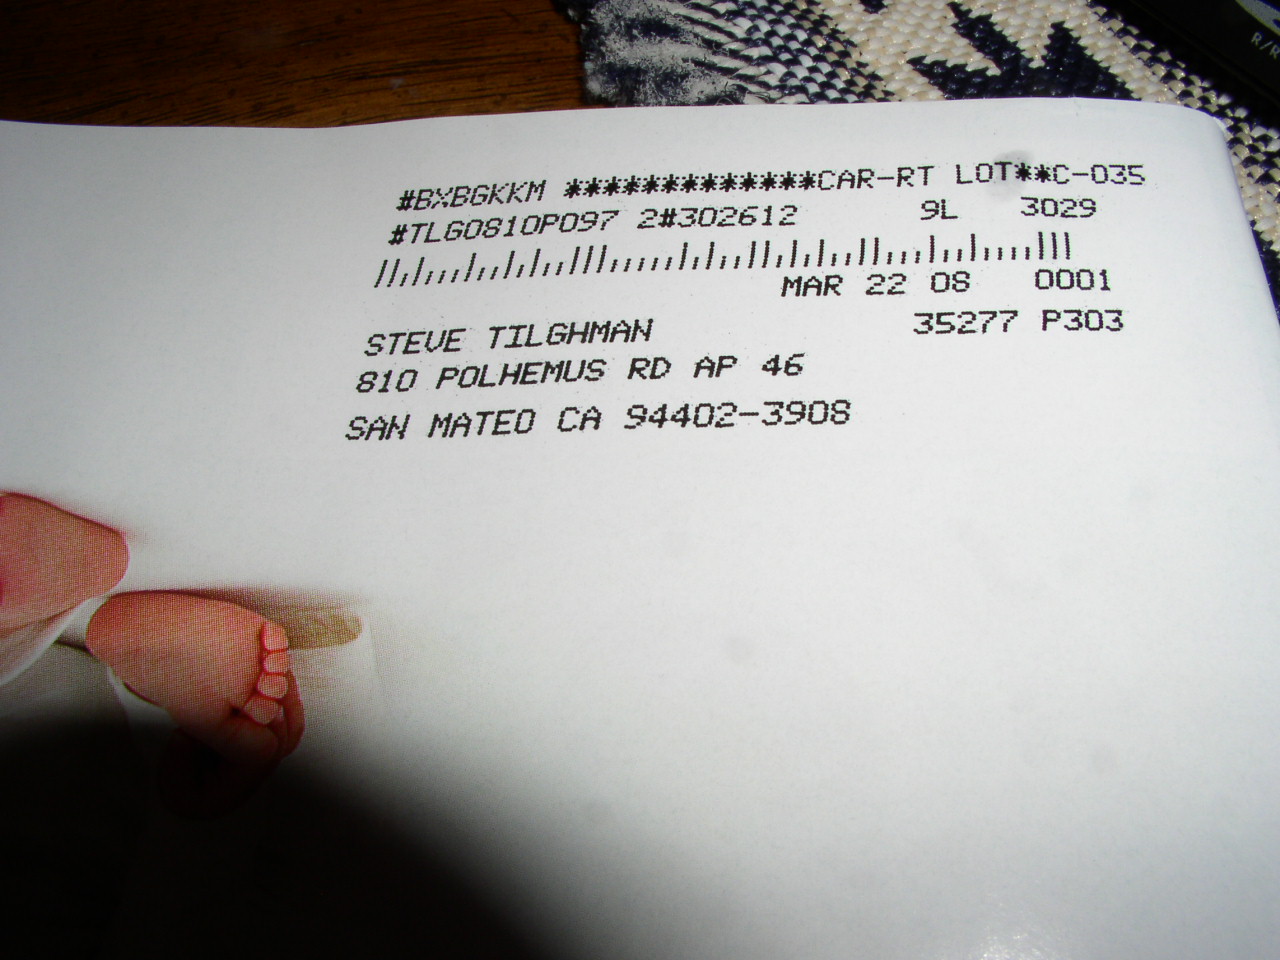 #BXBGKKM *************CAR-RT LOT**C-035
#TLG0810P097 2#302612 9L 3029
MAR 22 08 0001
STEVE TILGHMAN 35277 P303
810 POLHEMUS RD AP 46
SAN MATEO CA 94402-3908